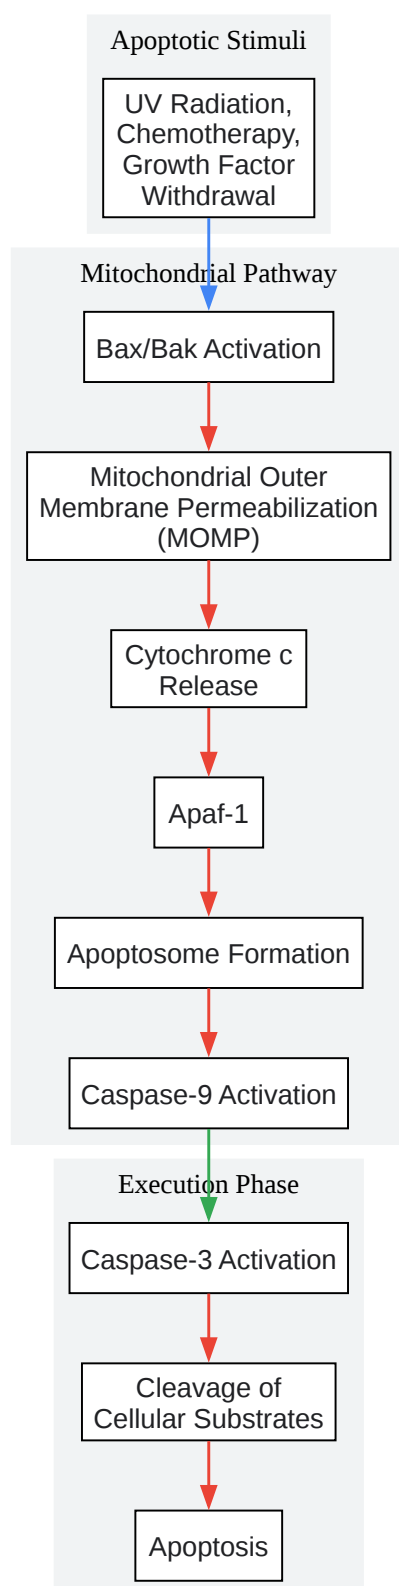 Apoptotic Stimuli
UV Radiation,
Chemotherapy,
Growth Factor
Withdrawal
Mitochondrial Pathway
Bax/Bak Activation
Mitochondrial Outer
Membrane Permeabilization
(MOMP)
Cytochrome c
Release
Apaf-1
Apoptosome Formation
Caspase-9 Activation
Execution Phase
Caspase-3 Activation
Cleavage of
Cellular Substrates
Apoptosis